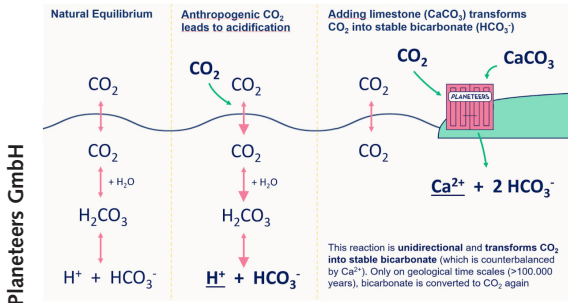 Planeteers GmbH
Natural Equilibrium
CO₂
CO₂
+ H₂O
H₂CO₃
H⁺ + HCO₃⁻
Anthropogenic CO₂
leads to acidification
CO₂
CO₂
CO₂
+ H₂O
H₂CO₃
H⁺ + HCO₃⁻
Adding limestone (CaCO₃) transforms
CO₂ into stable bicarbonate (HCO₃⁻)
CO₂
CO₂
CO₂
CaCO₃
PLANETEERS
Ca²⁺ + 2 HCO₃⁻
This reaction is unidirectional and transforms CO₂
into stable bicarbonate (which is counterbalanced
by Ca²⁺). Only on geological time scales (>100.000
years), bicarbonate is converted to CO₂ again